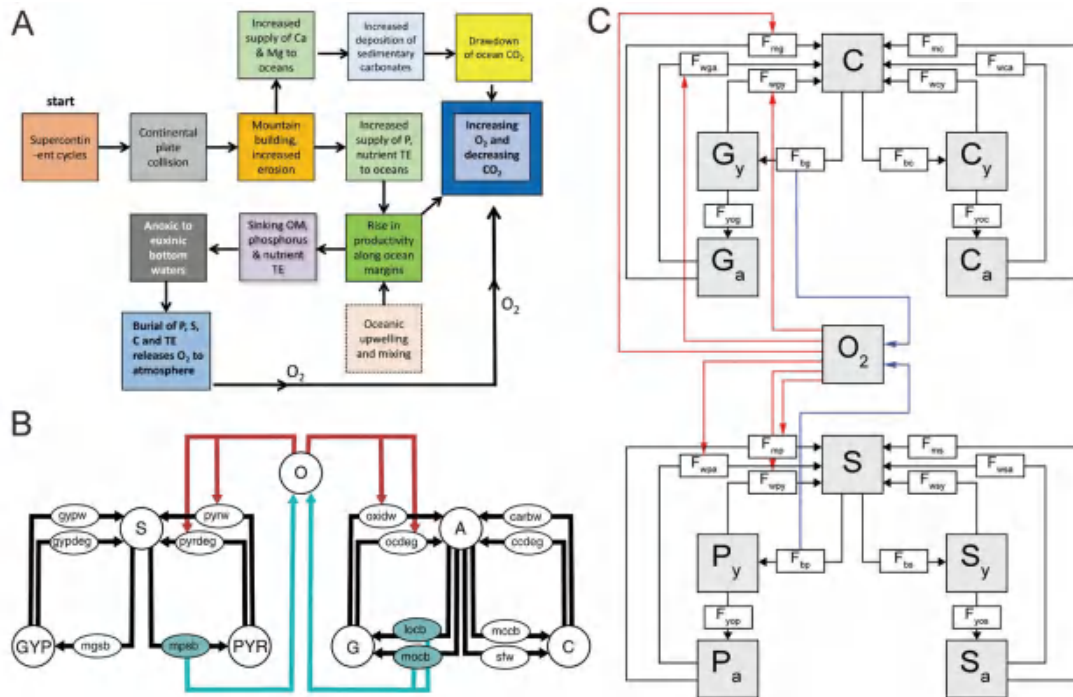 A
Increased
supply of Ca
& Mg to
oceans
Increased
deposition of
sedimentary
carbonates
Drawdown
of ocean CO2
start
Supercontin
-ent cycles
Continental
plate
collision
Mountain
building,
increased
erosion
Increased
supply of P,
nutrient TE
to oceans
Increasing
O2 and
decreasing
CO2
Anoxic to
euxinic
bottom
waters
Sinking OM,
phosphorus
& nutrient
TE
Rise in
productivity
along ocean
margins
Burial of P, S,
C and TE
releases O2 to
atmosphere
Oceanic
upwelling
and mixing
O2
O2
B
O
gypw
S
pyrw
gypdeg
pyrdeg
oxidw
A
carbw
ocdeg
ccdeg
GYP
mgsb
mpsb
PYR
G
locb
mocb
mccb
sfw
C
C
Fmg
Fmc
Fwga
C
Fwca
Fwgy
Fwcy
Gy
Fbg
Fbc
Cy
Fyog
Fyoc
Ga
Ca
O2
Fmp
Fms
Fwpa
S
Fwsa
Fwpy
Fwsy
Py
Fbp
Fbs
Sy
Fyop
Fyos
Pa
Sa